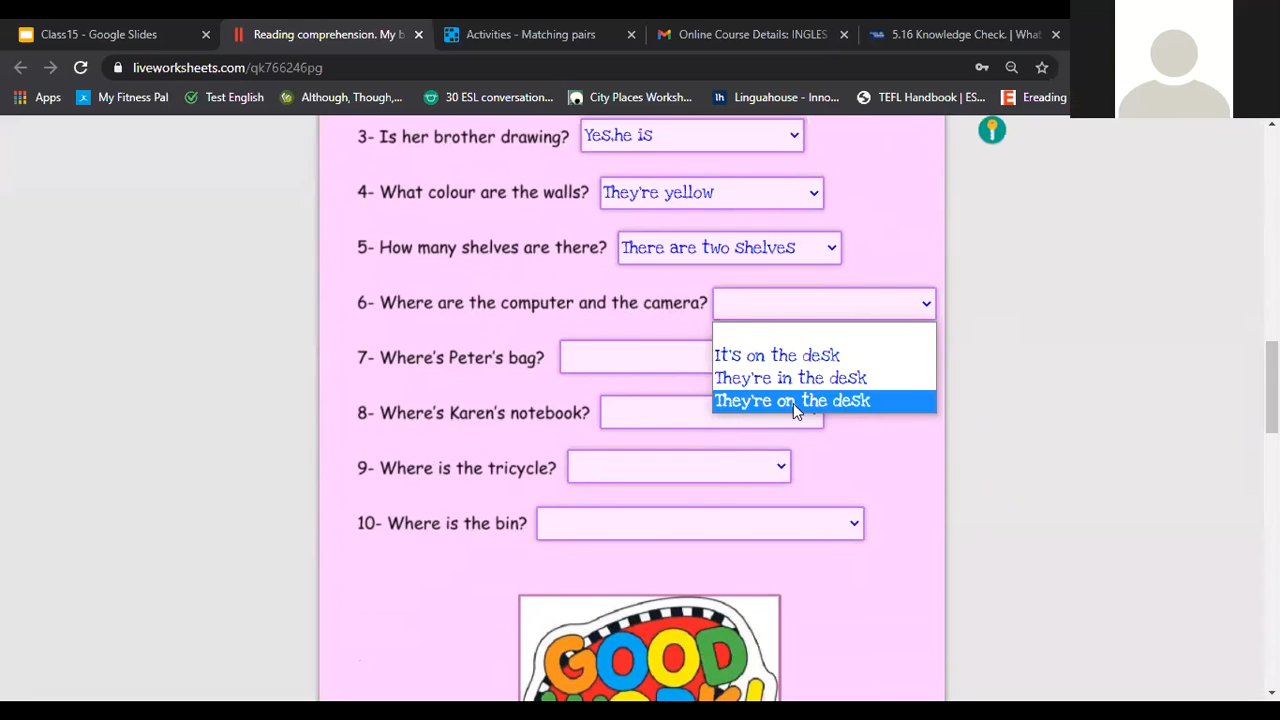 Class15 - Google Slides
Reading comprehension. My b
Activities - Matching pairs
Online Course Details: INGLES
5.16 Knowledge Check. | What
liveworksheets.com/qk766246pg
Apps
My Fitness Pal
Test English
Although, Though,...
30 ESL conversation...
City Places Worksh...
lh Linguahouse - Inno...
TEFL Handbook | ES...
E Ereading
3- Is her brother drawing? Yes,he is
4- What colour are the walls? They're yellow
5- How many shelves are there? There are two shelves
6- Where are the computer and the camera?
It's on the desk
They're in the desk
They're on the desk
7- Where's Peter's bag?
8- Where's Karen's notebook?
9- Where is the tricycle?
10- Where is the bin?
GOOD